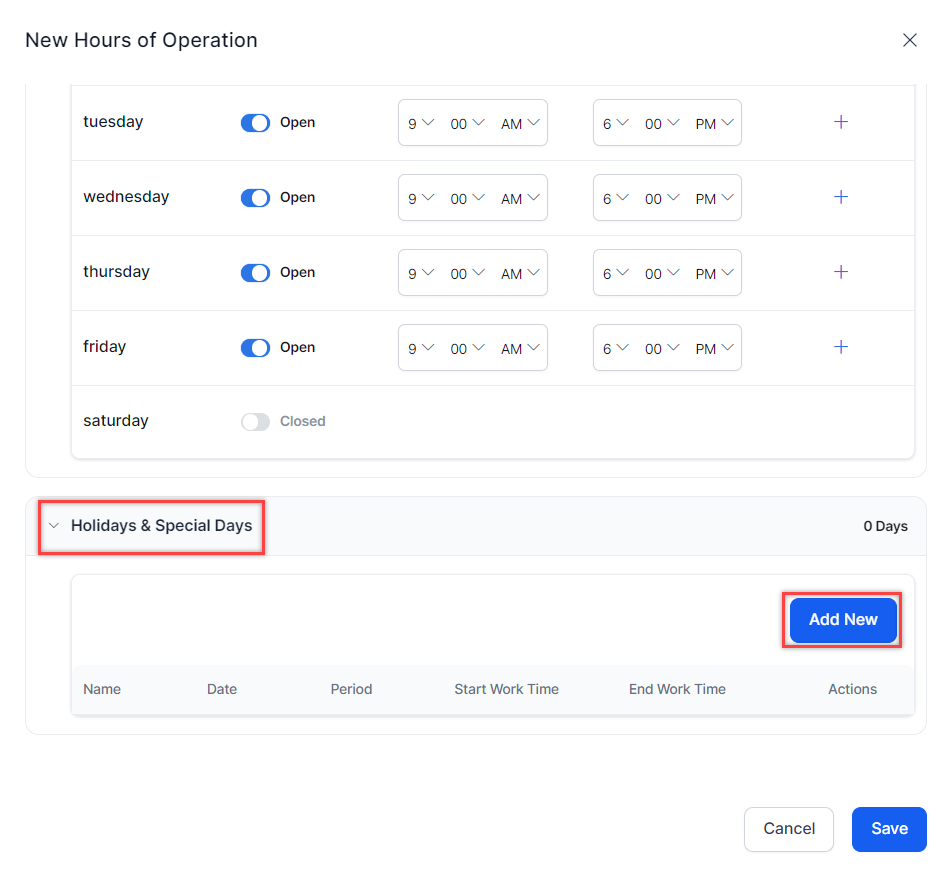 New Hours of Operation
tuesday Open 9 00 AM 6 00 PM
wednesday Open 9 00 AM 6 00 PM
thursday Open 9 00 AM 6 00 PM
friday Open 9 00 AM 6 00 PM
saturday Closed
Holidays & Special Days 0 Days
Add New
Name Date Period Start Work Time End Work Time Actions
Cancel Save